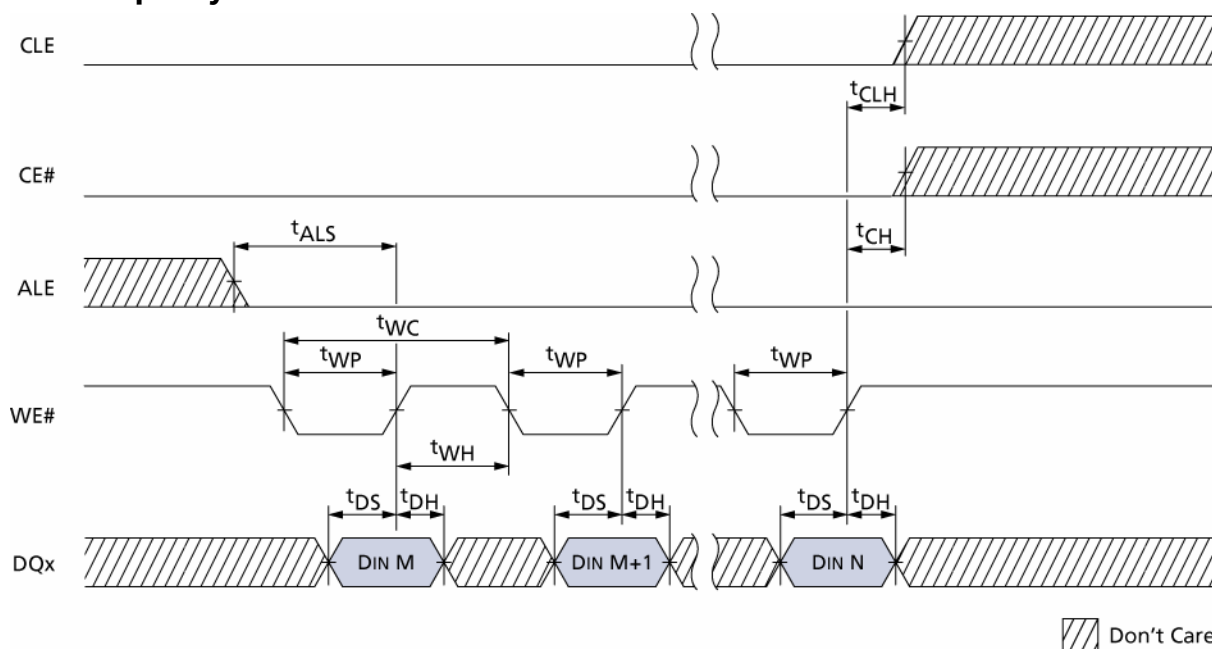 CLE
tCLH
CE#
tCH
tALS
ALE
tWC
tWP
tWP
tWP
WE#
tWH
tDS
tDH
tDS
tDH
tDS
tDH
DQx
DIN M
DIN M+1
DIN N
Don't Care